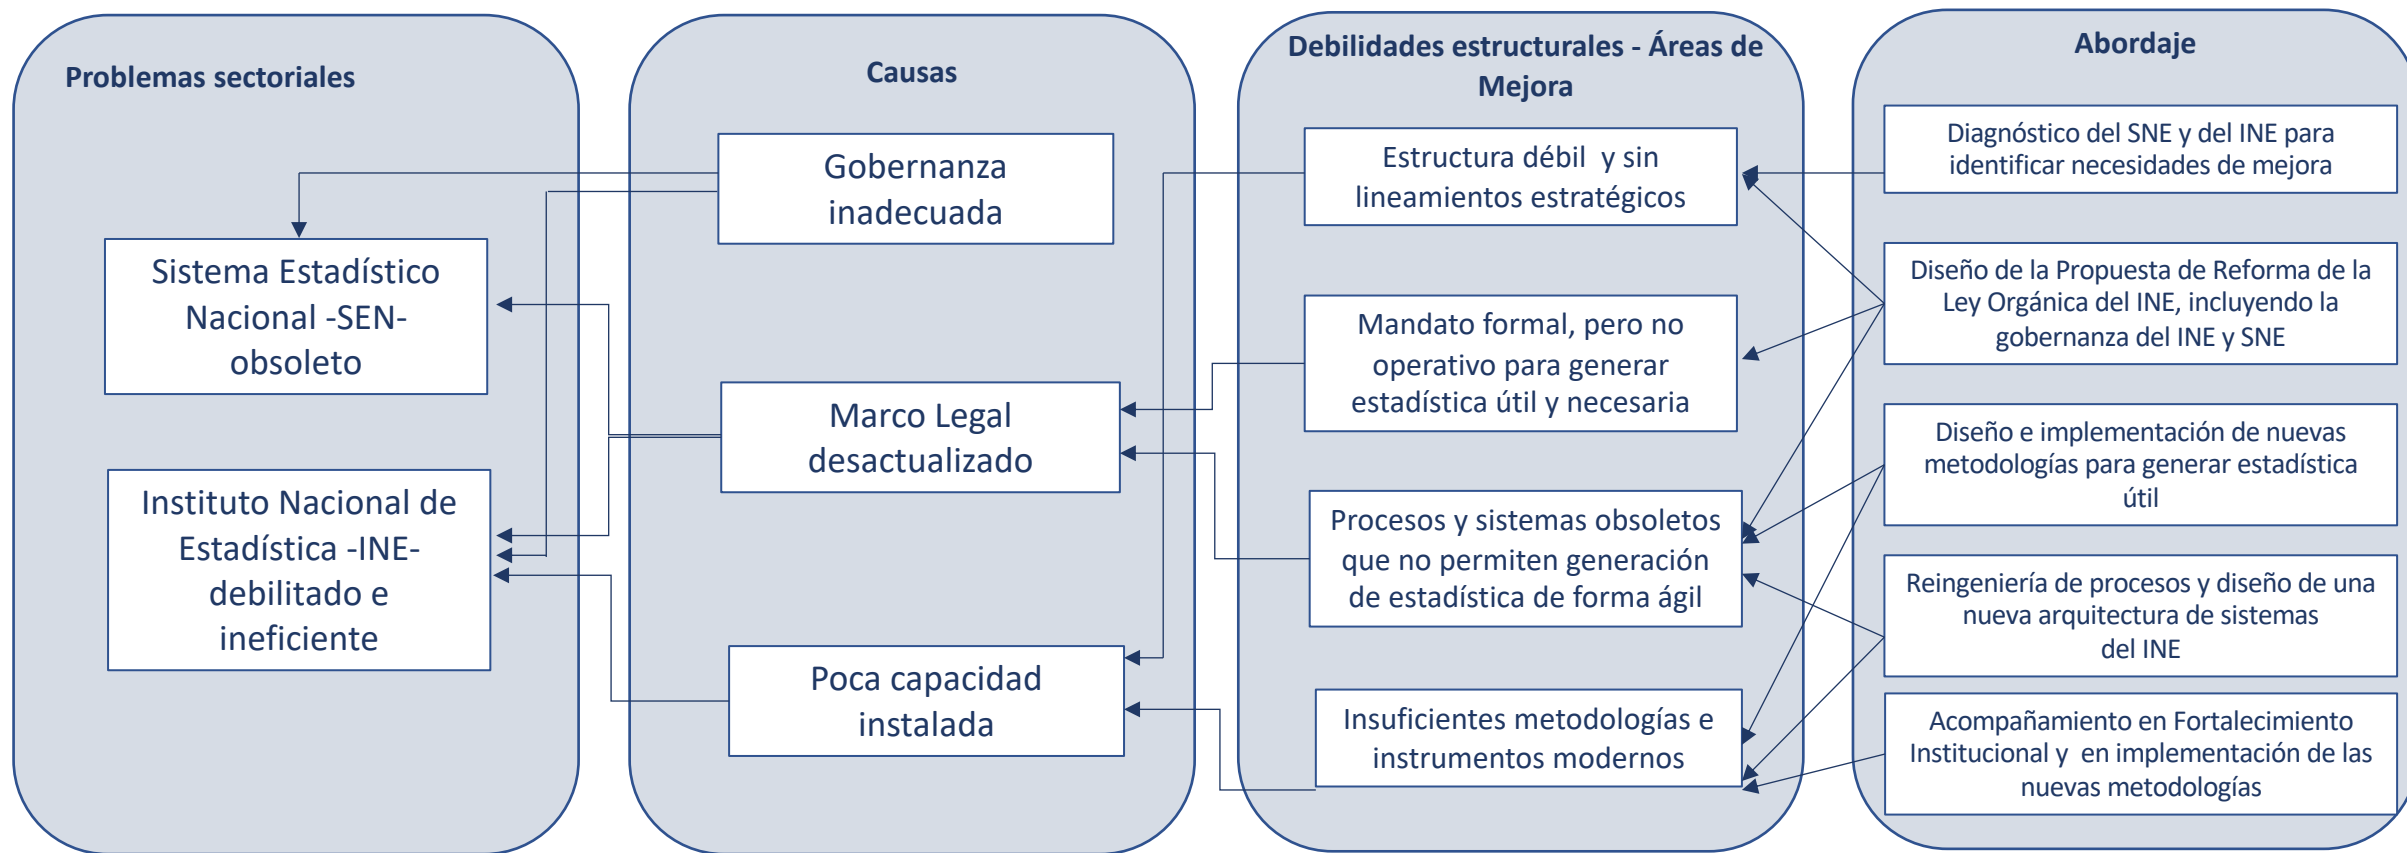 Problemas sectoriales
Sistema Estadístico
Nacional -SEN-
obsoleto
Instituto Nacional de
Estadística -INE-
debilitado e
ineficiente
Causas
Gobernanza
inadecuada
Marco Legal
desactualizado
Poca capacidad
instalada
Debilidades estructurales - Áreas de
Mejora
Estructura débil  y sin
lineamientos estratégicos
Mandato formal, pero no
operativo para generar
estadística útil y necesaria
Procesos y sistemas obsoletos
que no permiten generación
de estadística de forma ágil
Insuficientes metodologías e
instrumentos modernos
Abordaje
Diagnóstico del SNE y del INE para
identificar necesidades de mejora
Diseño de la Propuesta de Reforma de la
Ley Orgánica del INE, incluyendo la
gobernanza del INE y SNE
Diseño e implementación de nuevas
metodologías para generar estadística
útil
Reingeniería de procesos y diseño de una
nueva arquitectura de sistemas
del INE
Acompañamiento en Fortalecimiento
Institucional y  en implementación de las
nuevas metodologías